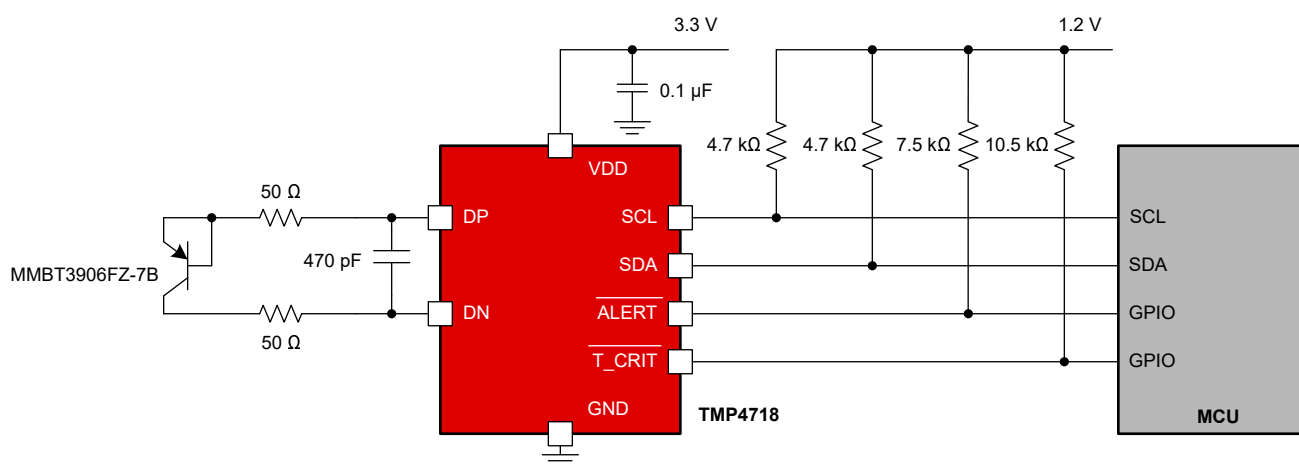 3.3 V
1.2 V
0.1 µF
4.7 kΩ
4.7 kΩ
7.5 kΩ
10.5 kΩ
VDD
50 Ω
DP
SCL
SCL
470 pF
MMBT3906FZ-7B
SDA
SDA
DN
ALERT
GPIO
50 Ω
T_CRIT
GPIO
GND
TMP4718
MCU